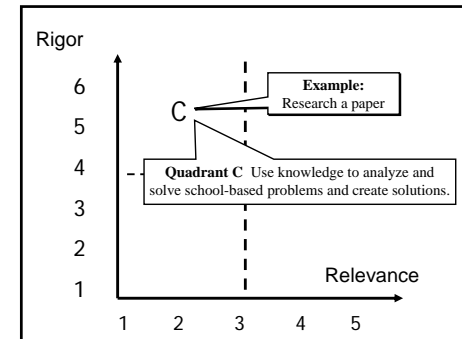 Rigor
6
Example:
Research a paper
C
5
4
Quadrant C Use knowledge to analyze and
solve school-based problems and create solutions.
3
2
1
Relevance
1 2 3 4 5